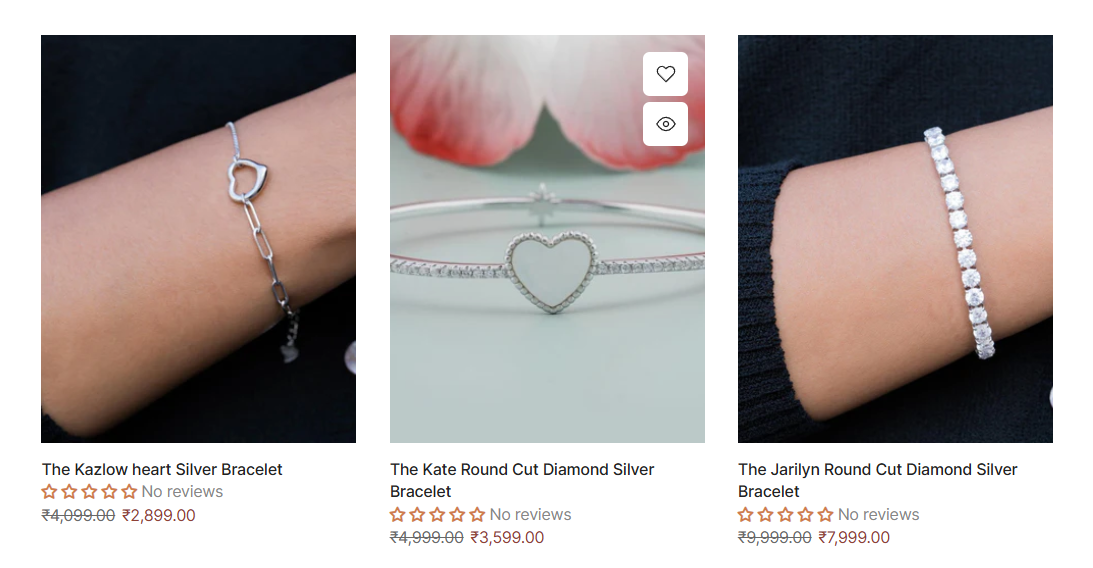 The Kazlow heart Silver Bracelet
No reviews
₹4,099.00 ₹2,899.00
The Kate Round Cut Diamond Silver
Bracelet
No reviews
₹4,999.00 ₹3,599.00
The Jarilyn Round Cut Diamond Silver
Bracelet
No reviews
₹9,999.00 ₹7,999.00